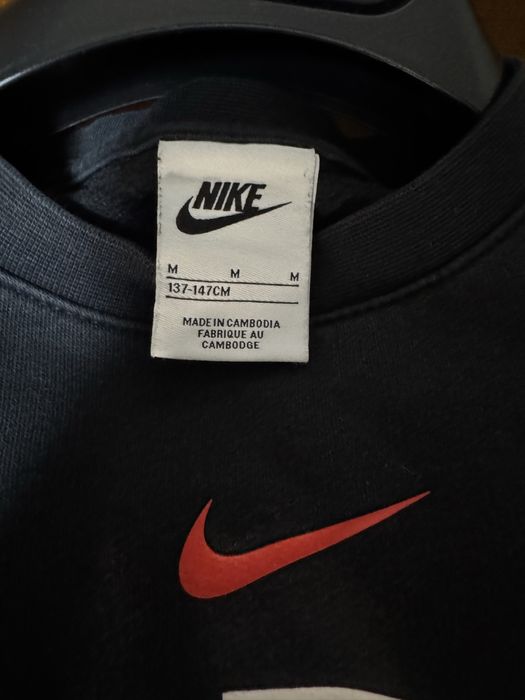 NIKE
M M M
137-147CM
MADE IN CAMBODIA
FABRIQUE AU
CAMBODGE